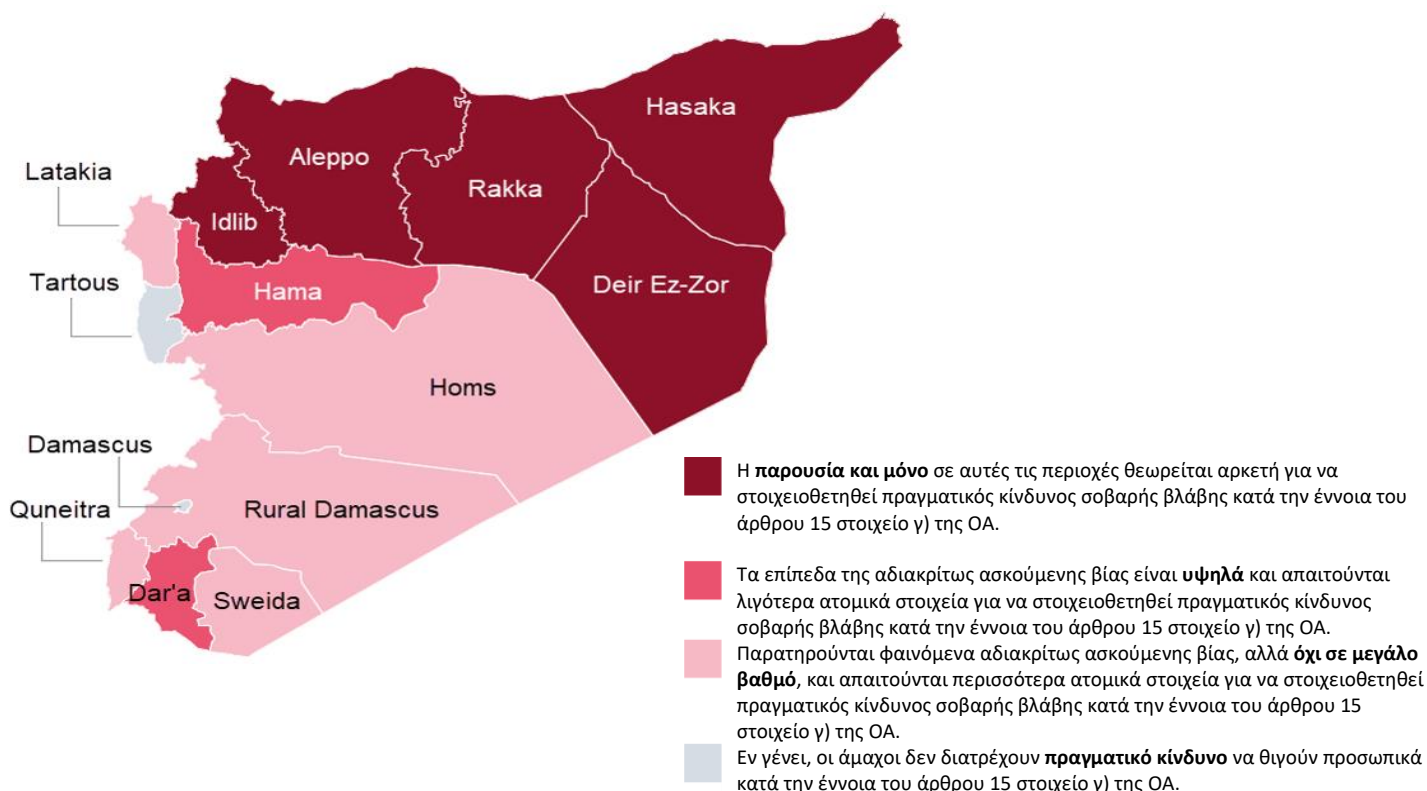 Hasaka
Aleppo
Latakia
Rakka
Idlib
Tartous
Hama
Deir Ez-Zor
Homs
Damascus
Quneitra
Rural Damascus
Dar'a
Sweida
Η παρουσία και μόνο σε αυτές τις περιοχές θεωρείται αρκετή για να
στοιχειοθετηθεί πραγματικός κίνδυνος σοβαρής βλάβης κατά την έννοια του
άρθρου 15 στοιχείο γ) της ΟΑ.
Τα επίπεδα της αδιακρίτως ασκούμενης βίας είναι υψηλά και απαιτούνται
λιγότερα ατομικά στοιχεία για να στοιχειοθετηθεί πραγματικός κίνδυνος
σοβαρής βλάβης κατά την έννοια του άρθρου 15 στοιχείο γ) της ΟΑ.
Παρατηρούνται φαινόμενα αδιακρίτως ασκούμενης βίας, αλλά όχι σε μεγάλο
βαθμό, και απαιτούνται περισσότερα ατομικά στοιχεία για να στοιχειοθετηθεί
πραγματικός κίνδυνος σοβαρής βλάβης κατά την έννοια του άρθρου 15
στοιχείο γ) της ΟΑ.
Εν γένει, οι άμαχοι δεν διατρέχουν πραγματικό κίνδυνο να θιγούν προσωπικά
κατά την έννοια του άρθρου 15 στοιχείο γ) της ΟΑ.